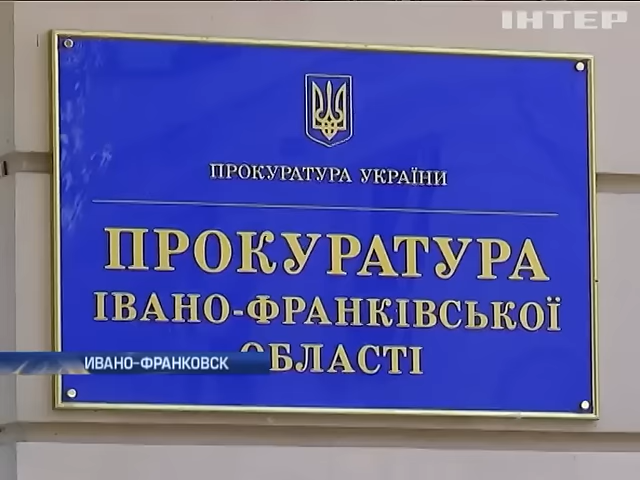 ІНТЕР
ПРОКУРАТУРА УКРАЇНИ
ПРОКУРАТУРА
ІВАНО-ФРАНКІВСЬКОЇ
ОБЛАСТІ
ИВАНО-ФРАНКОВСК